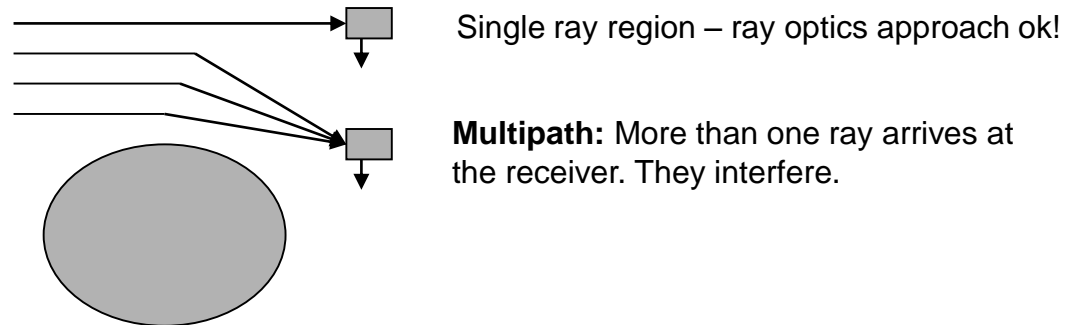 Single ray region – ray optics approach ok!
Multipath: More than one ray arrives at
the receiver. They interfere.